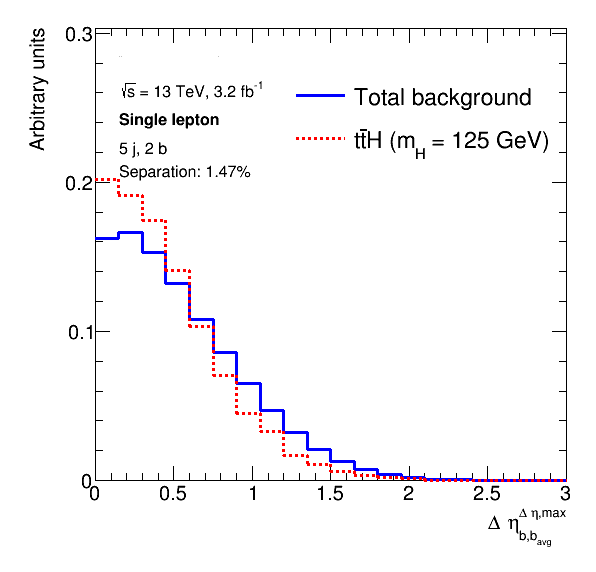 Arbitrary units
0.3
0.2
0.1
0
√s = 13 TeV, 3.2 fb⁻¹
Single lepton
5 j, 2 b
Separation: 1.47%
Total background
tt̄H (m_H = 125 GeV)
0 0.5 1 1.5 2 2.5 3
Δ η_{b,b_{avg}}^{Δ η,max}